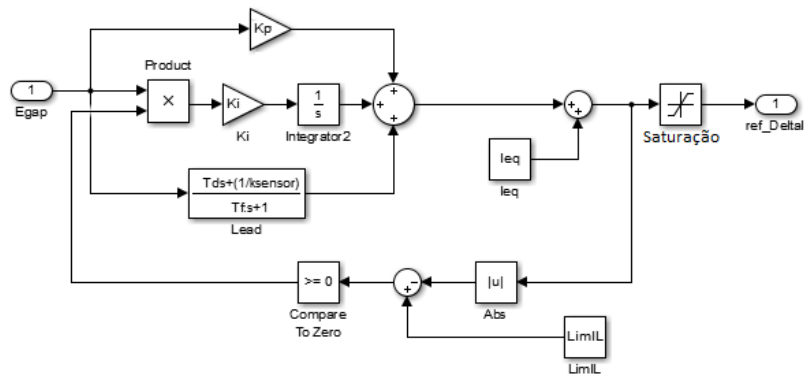 Kp
Product
1
Egap
×
Ki
Ki
1
s
Integrator2
+
+
+
+
+
Ieq
Ieq
Saturação
1
ref_DeltaI
Tds+(1/ksensor)
Tf.s+1
Lead
>= 0
Compare
To Zero
−
+
|u|
Abs
LimIL
LimIL